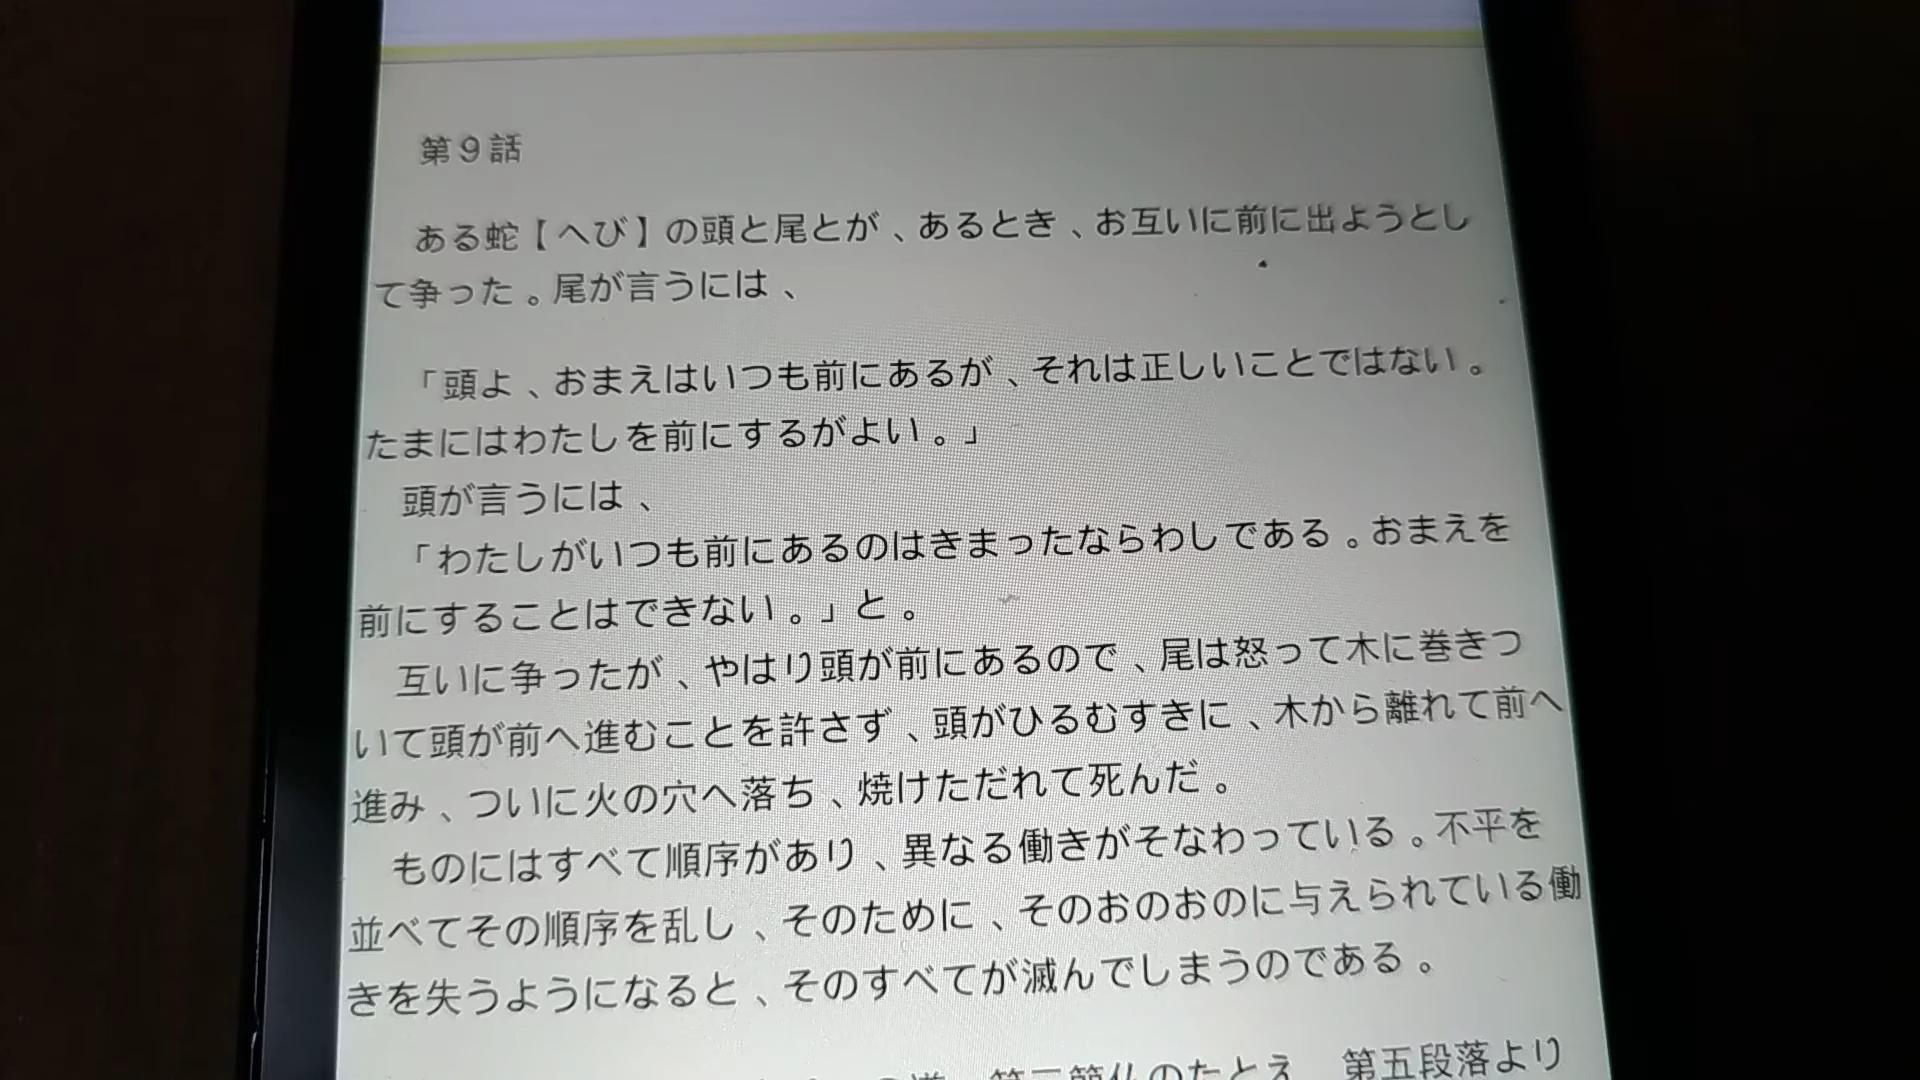 第９話
ある蛇【へび】の頭と尾とが、あるとき、お互いに前に出ようとし
て争った。尾が言うには、
「頭よ、おまえはいつも前にあるが、それは正しいことではない。
たまにはわたしを前にするがよい。」
頭が言うには、
「わたしがいつも前にあるのはきまったならわしである。おまえを
前にすることはできない。」と。
互いに争ったが、やはり頭が前にあるので、尾は怒って木に巻きつ
いて頭が前へ進むことを許さず、頭がひるむすきに、木から離れて前へ
進み、ついに火の穴へ落ち、焼けただれて死んだ。
ものにはすべて順序があり、異なる働きがそなわっている。不平を
並べてその順序を乱し、そのために、そのおのおのに与えられている働
きを失うようになると、そのすべてが滅んでしまうのである。
のたとえ 第五段落より